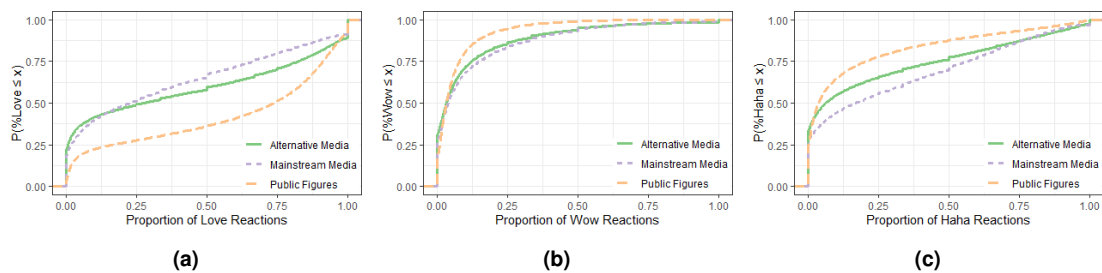 P(%Love ≤ x)
1.00
0.75
0.50
0.25
0.00
Alternative Media
Mainstream Media
Public Figures
0.00 0.25 0.50 0.75 1.00
Proportion of Love Reactions
(a)
P(%Wow ≤ x)
1.00
0.75
0.50
0.25
0.00
Alternative Media
Mainstream Media
Public Figures
0.00 0.25 0.50 0.75 1.00
Proportion of Wow Reactions
(b)
P(%Haha ≤ x)
1.00
0.75
0.50
0.25
0.00
Alternative Media
Mainstream Media
Public Figures
0.00 0.25 0.50 0.75 1.00
Proportion of Haha Reactions
(c)